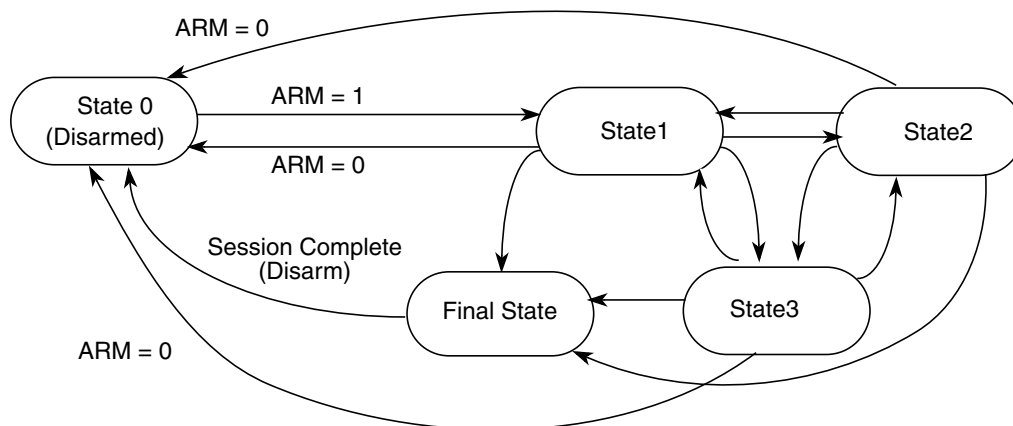 ARM = 0
State 0
(Disarmed)
ARM = 1
State1
State2
ARM = 0
Session Complete
(Disarm)
Final State
State3
ARM = 0